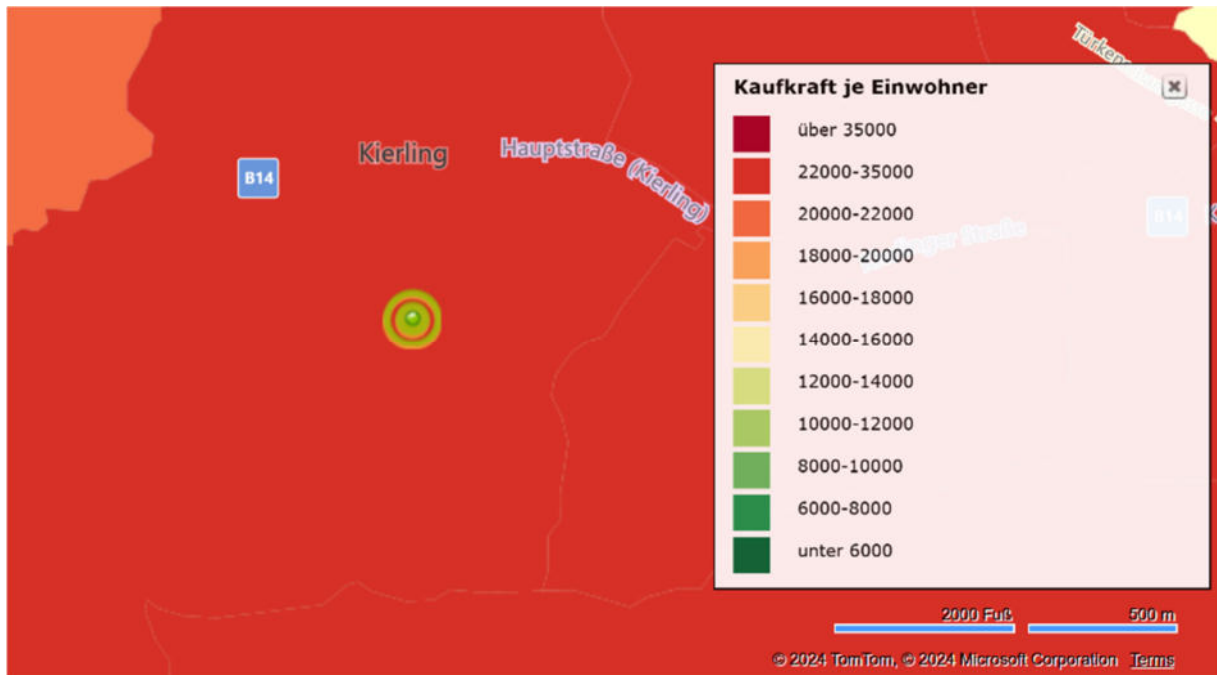 Kierling
B14
Hauptstraße (Kierling)
Kaufkraft je Einwohner
über 35000
22000-35000
20000-22000
18000-20000
16000-18000
14000-16000
12000-14000
10000-12000
8000-10000
6000-8000
unter 6000
B14
Straße
2000 Fuß
500 m
© 2024 TomTom, © 2024 Microsoft Corporation Terms